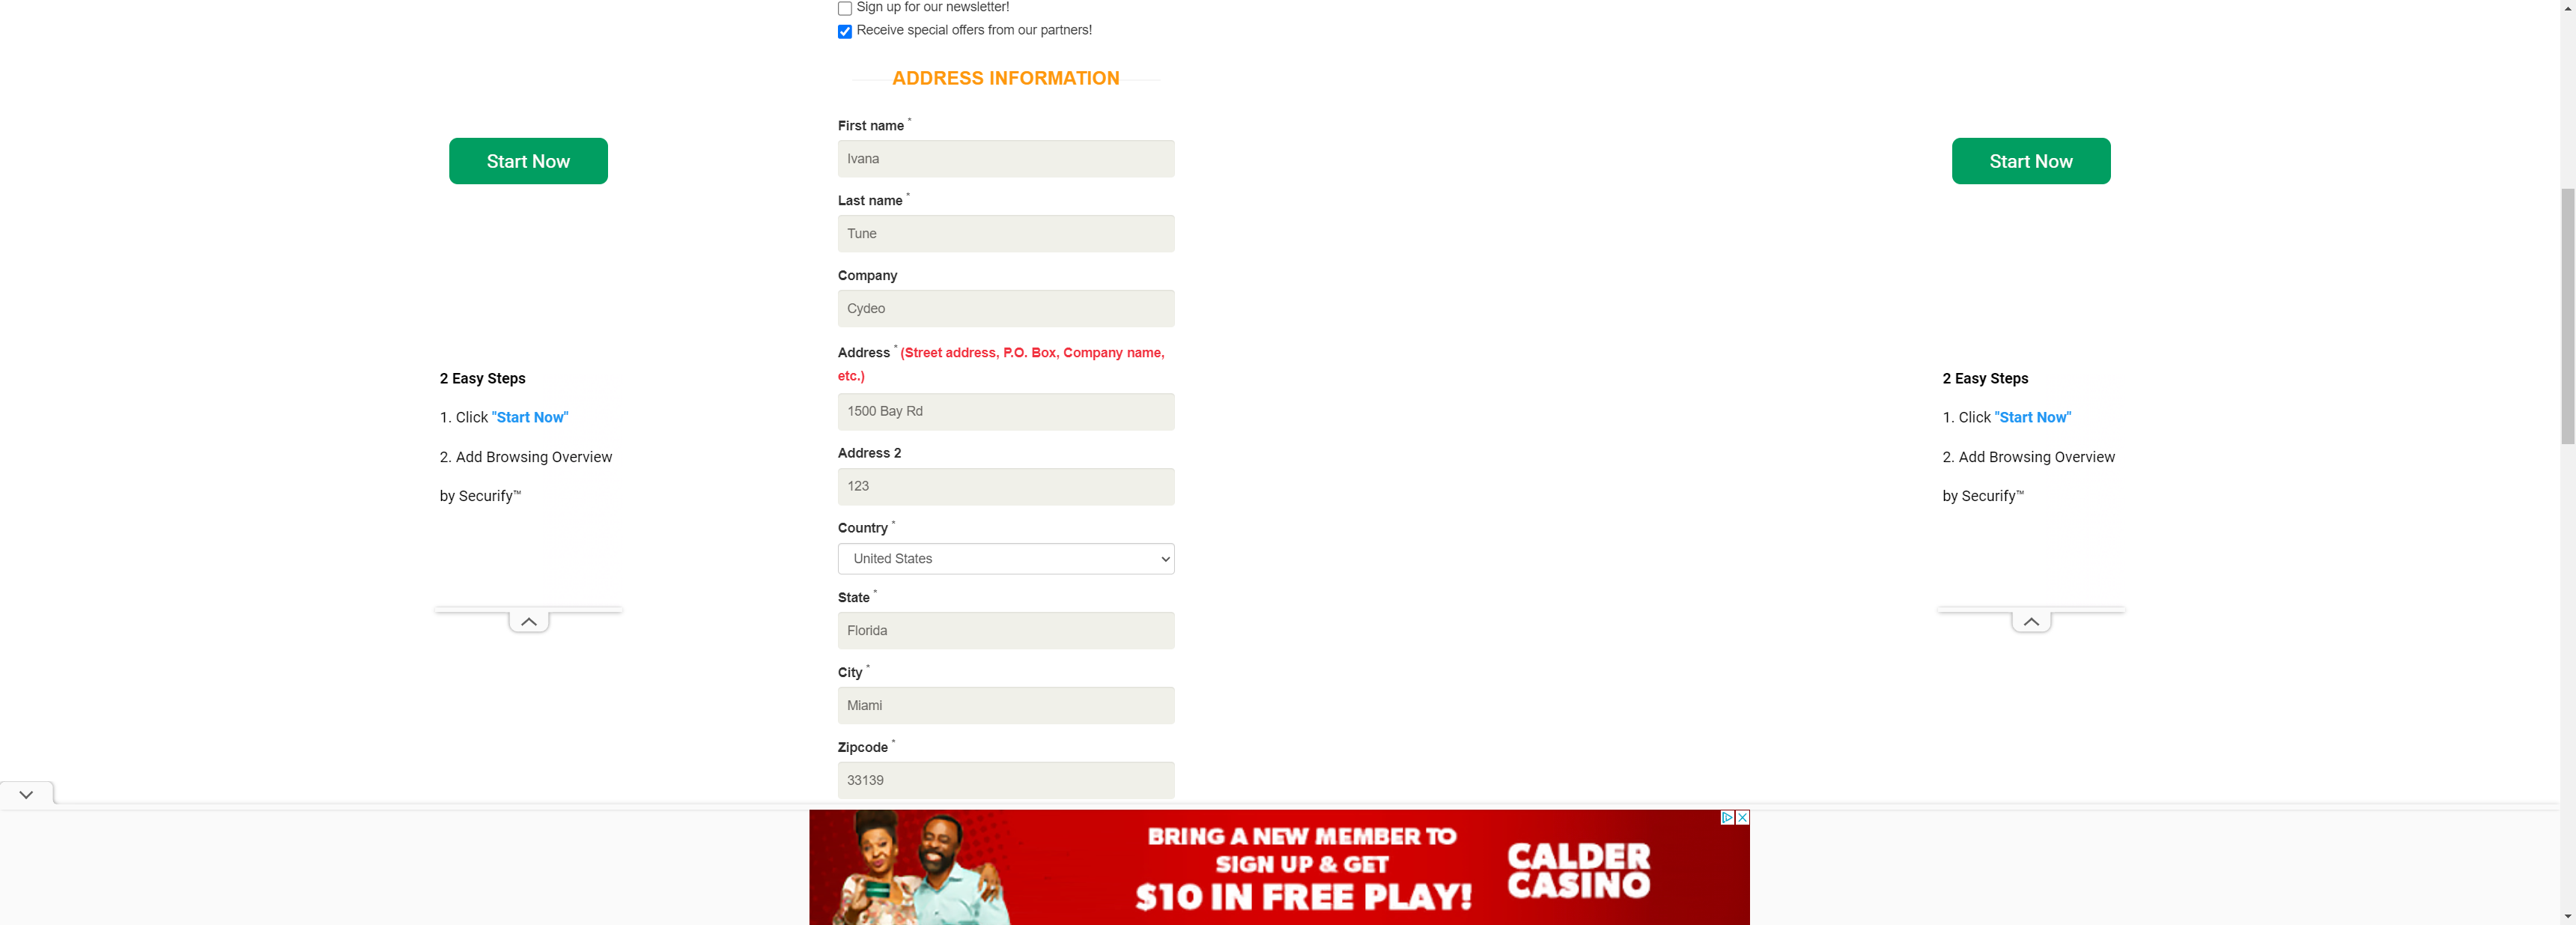 Sign up for our newsletter!
Receive special offers from our partners!
ADDRESS INFORMATION
First name *
Ivana
Last name *
Tune
Company
Cydeo
Address * (Street address, P.O. Box, Company name,
etc.)
1500 Bay Rd
Address 2
123
Country *
United States
State *
Florida
City *
Miami
Zipcode *
33139
Start Now
2 Easy Steps
1. Click "Start Now"
2. Add Browsing Overview
by Securify™
Start Now
2 Easy Steps
1. Click "Start Now"
2. Add Browsing Overview
by Securify™
BRING A NEW MEMBER TO
SIGN UP & GET
$10 IN FREE PLAY!
CALDER
CASINO